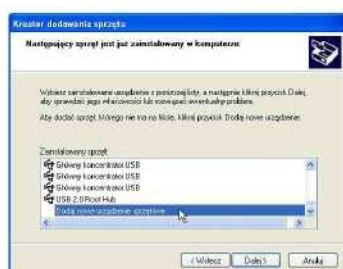 Kreator dodawania sprzętu
Następujący sprzęt jest już zainstalowany w komputerze
Wybierz zainstalowane urządzenie z poniższej listy, a następnie kliknij przycisk Dalej,
aby sprawdzić jego właściwości lub rozwiązać ewentualny problem.
Aby dodać sprzęt, którego nie ma na liście, kliknij przycisk Dodaj nowe urządzenie.
Zainstalowany sprzęt:
Główny koncentrator USB
Główny koncentrator USB
Główny koncentrator USB
USB 2.0 Root Hub
Dodaj nowe urządzenie sprzętowe
< Wstecz
Dalej >
Anuluj